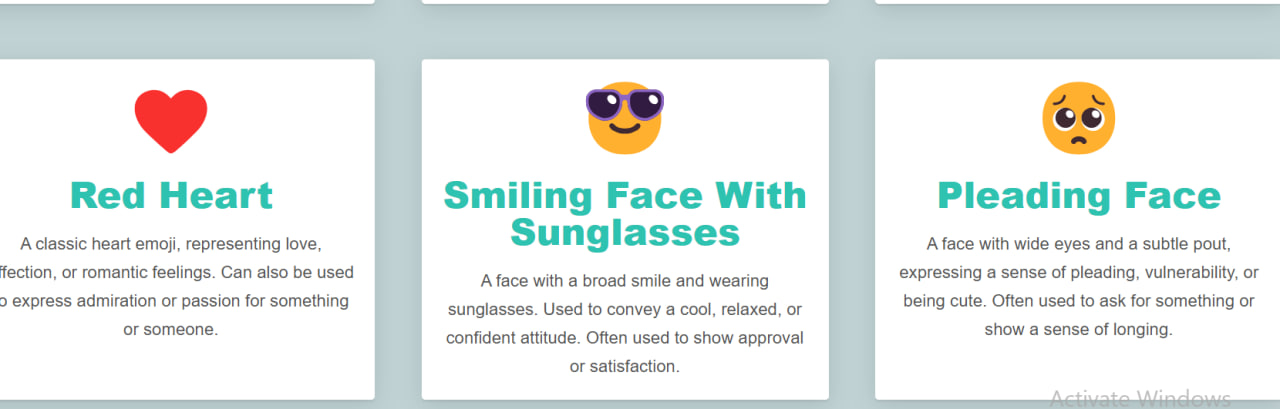 Red Heart
A classic heart emoji, representing love,
ffection, or romantic feelings. Can also be used
o express admiration or passion for something
or someone.
Smiling Face With
Sunglasses
A face with a broad smile and wearing
sunglasses. Used to convey a cool, relaxed, or
confident attitude. Often used to show approval
or satisfaction.
Pleading Face
A face with wide eyes and a subtle pout,
expressing a sense of pleading, vulnerability, or
being cute. Often used to ask for something or
show a sense of longing.
Activate Windows